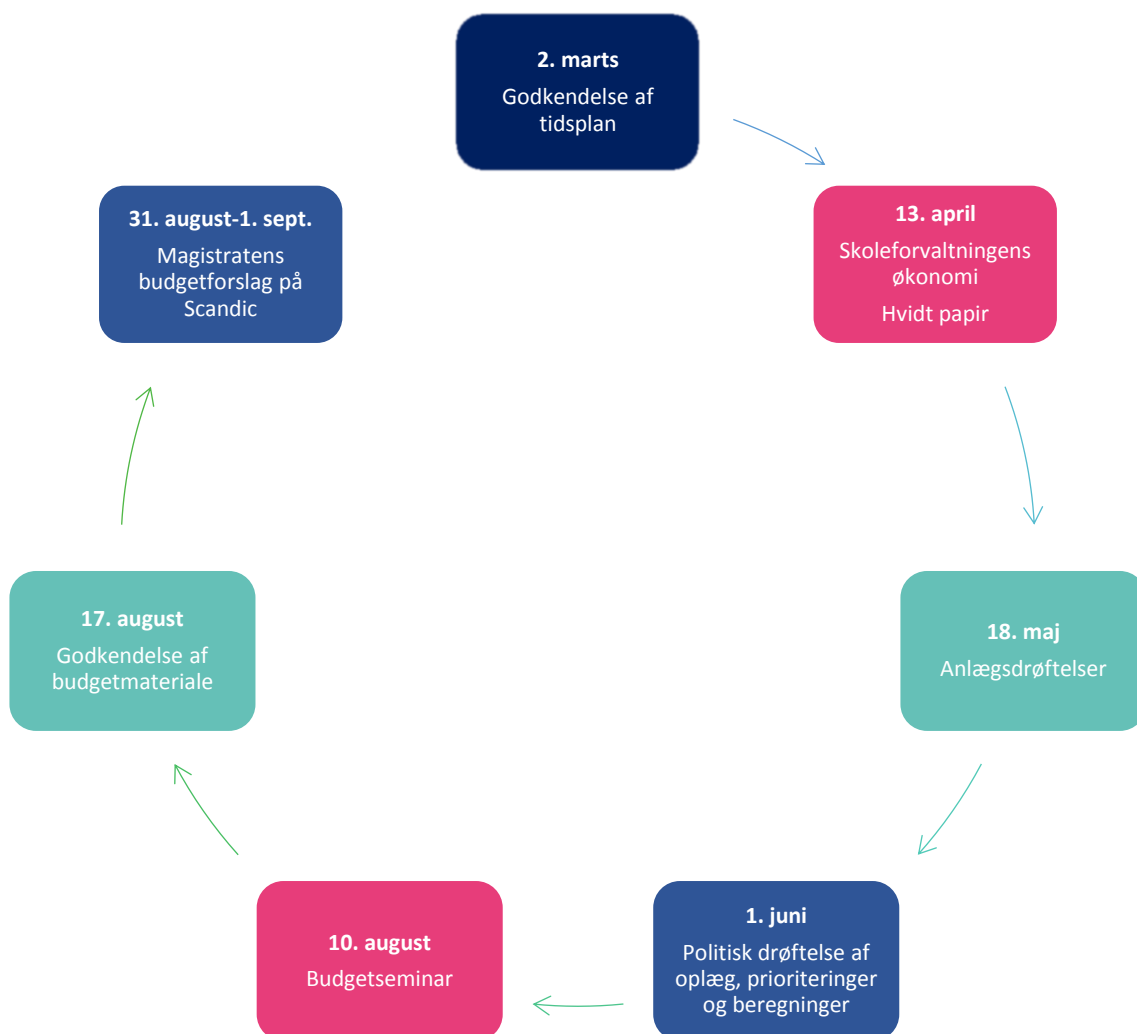 2. marts
Godkendelse af
tidsplan
13. april
Skoleforvaltningens
økonomi
Hvidt papir
18. maj
Anlægsdrøftelser
1. juni
Politisk drøftelse af
oplæg, prioriteringer
og beregninger
10. august
Budgetseminar
17. august
Godkendelse af
budgetmateriale
31. august-1. sept.
Magistratens
budgetforslag på
Scandic